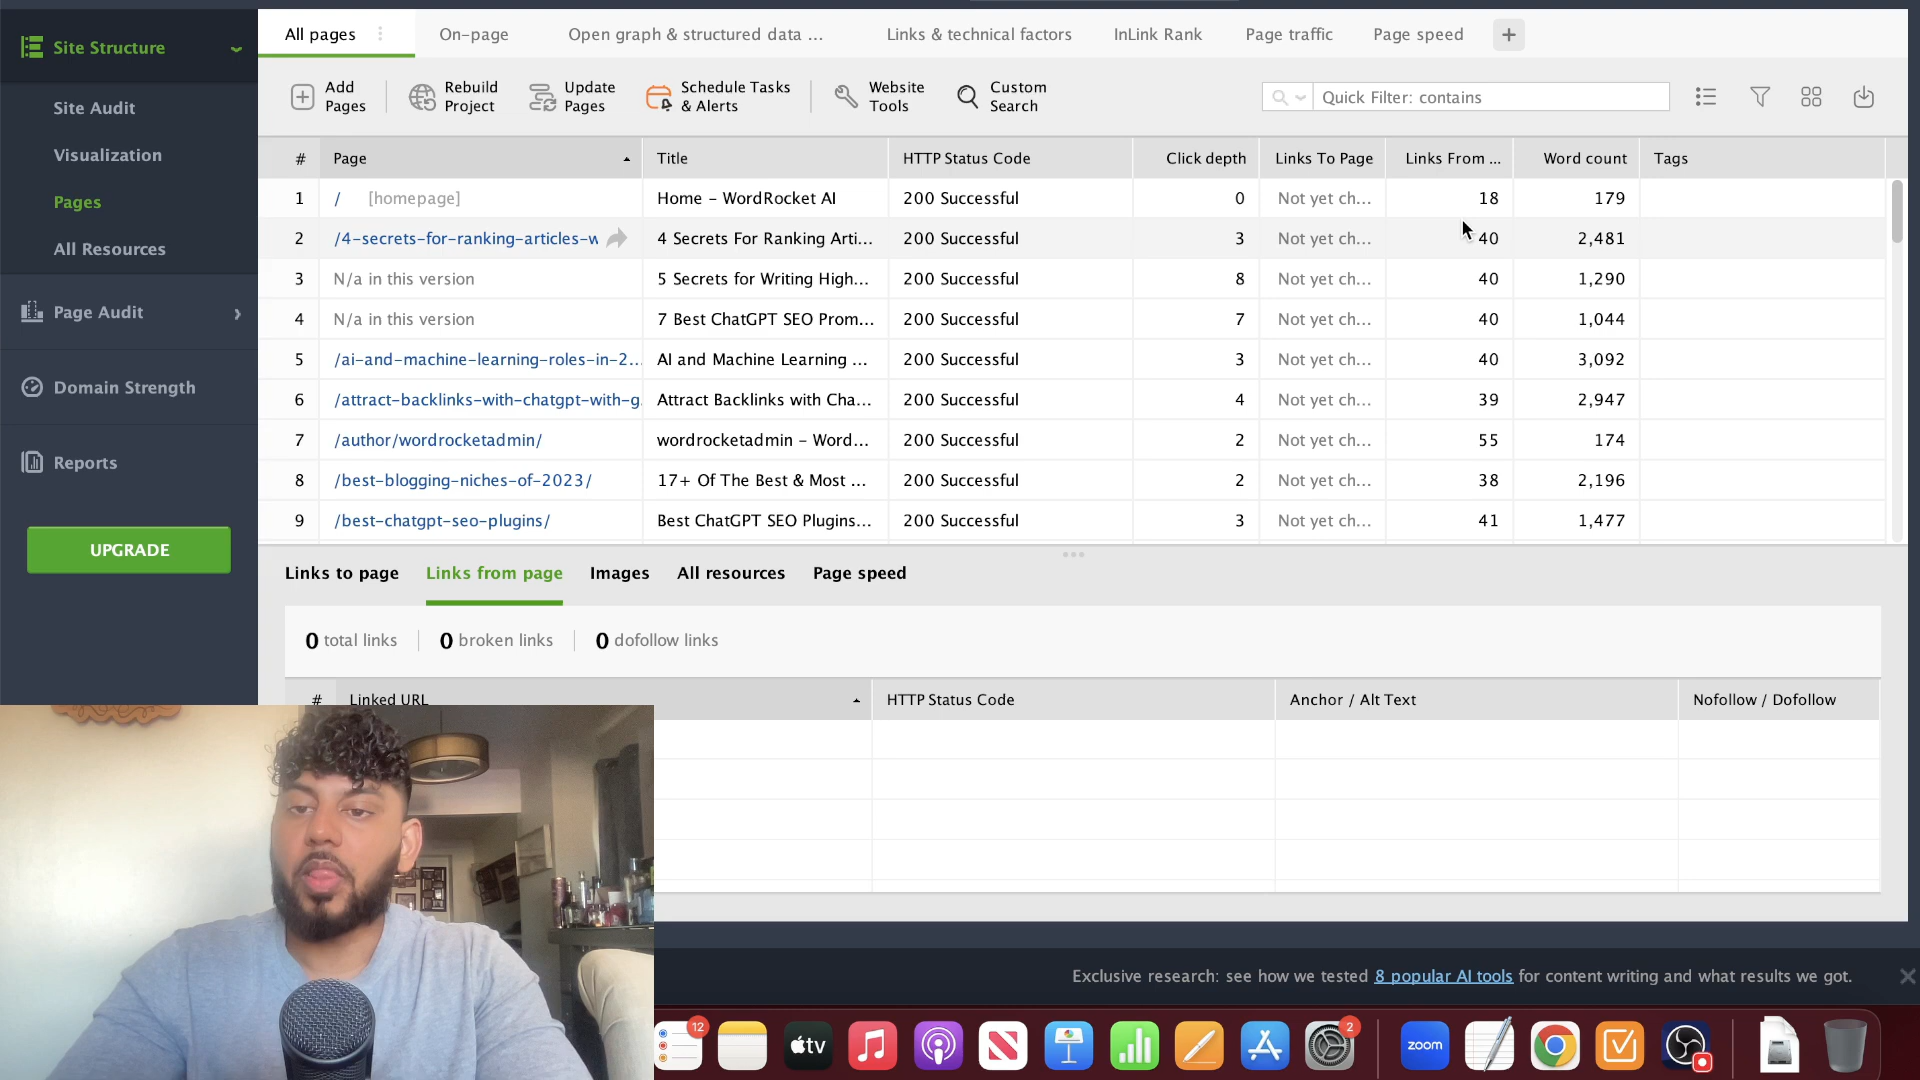 Site Structure
Site Audit
Visualization
Pages
All Resources
Page Audit
Domain Strength
Reports
UPGRADE
All pages
On-page
Open graph & structured data ...
Links & technical factors
InLink Rank
Page traffic
Page speed
Add Pages
Rebuild Project
Update Pages
Schedule Tasks & Alerts
Website Tools
Custom Search
Quick Filter: contains
# Page Title HTTP Status Code Click depth Links To Page Links From ... Word count Tags
1 / [homepage] Home – WordRocket AI 200 Successful 0 Not yet ch... 18 179
2 /4-secrets-for-ranking-articles-w 4 Secrets For Ranking Arti... 200 Successful 3 Not yet ch... 40 2,481
3 N/a in this version 5 Secrets for Writing High... 200 Successful 8 Not yet ch... 40 1,290
4 N/a in this version 7 Best ChatGPT SEO Prom... 200 Successful 7 Not yet ch... 40 1,044
5 /ai-and-machine-learning-roles-in-2... AI and Machine Learning ... 200 Successful 3 Not yet ch... 40 3,092
6 /attract-backlinks-with-chatgpt-with-g. Attract Backlinks with Cha... 200 Successful 4 Not yet ch... 39 2,947
7 /author/wordrocketadmin/ wordrocketadmin – Word... 200 Successful 2 Not yet ch... 55 174
8 /best-blogging-niches-of-2023/ 17+ Of The Best & Most ... 200 Successful 2 Not yet ch... 38 2,196
9 /best-chatgpt-seo-plugins/ Best ChatGPT SEO Plugins... 200 Successful 3 Not yet ch... 41 1,477
Links to page
Links from page
Images
All resources
Page speed
0 total links
0 broken links
0 dofollow links
# Linked URL HTTP Status Code Anchor / Alt Text Nofollow / Dofollow
Exclusive research: see how we tested 8 popular AI tools for content writing and what results we got.
12
tv
2
zoom